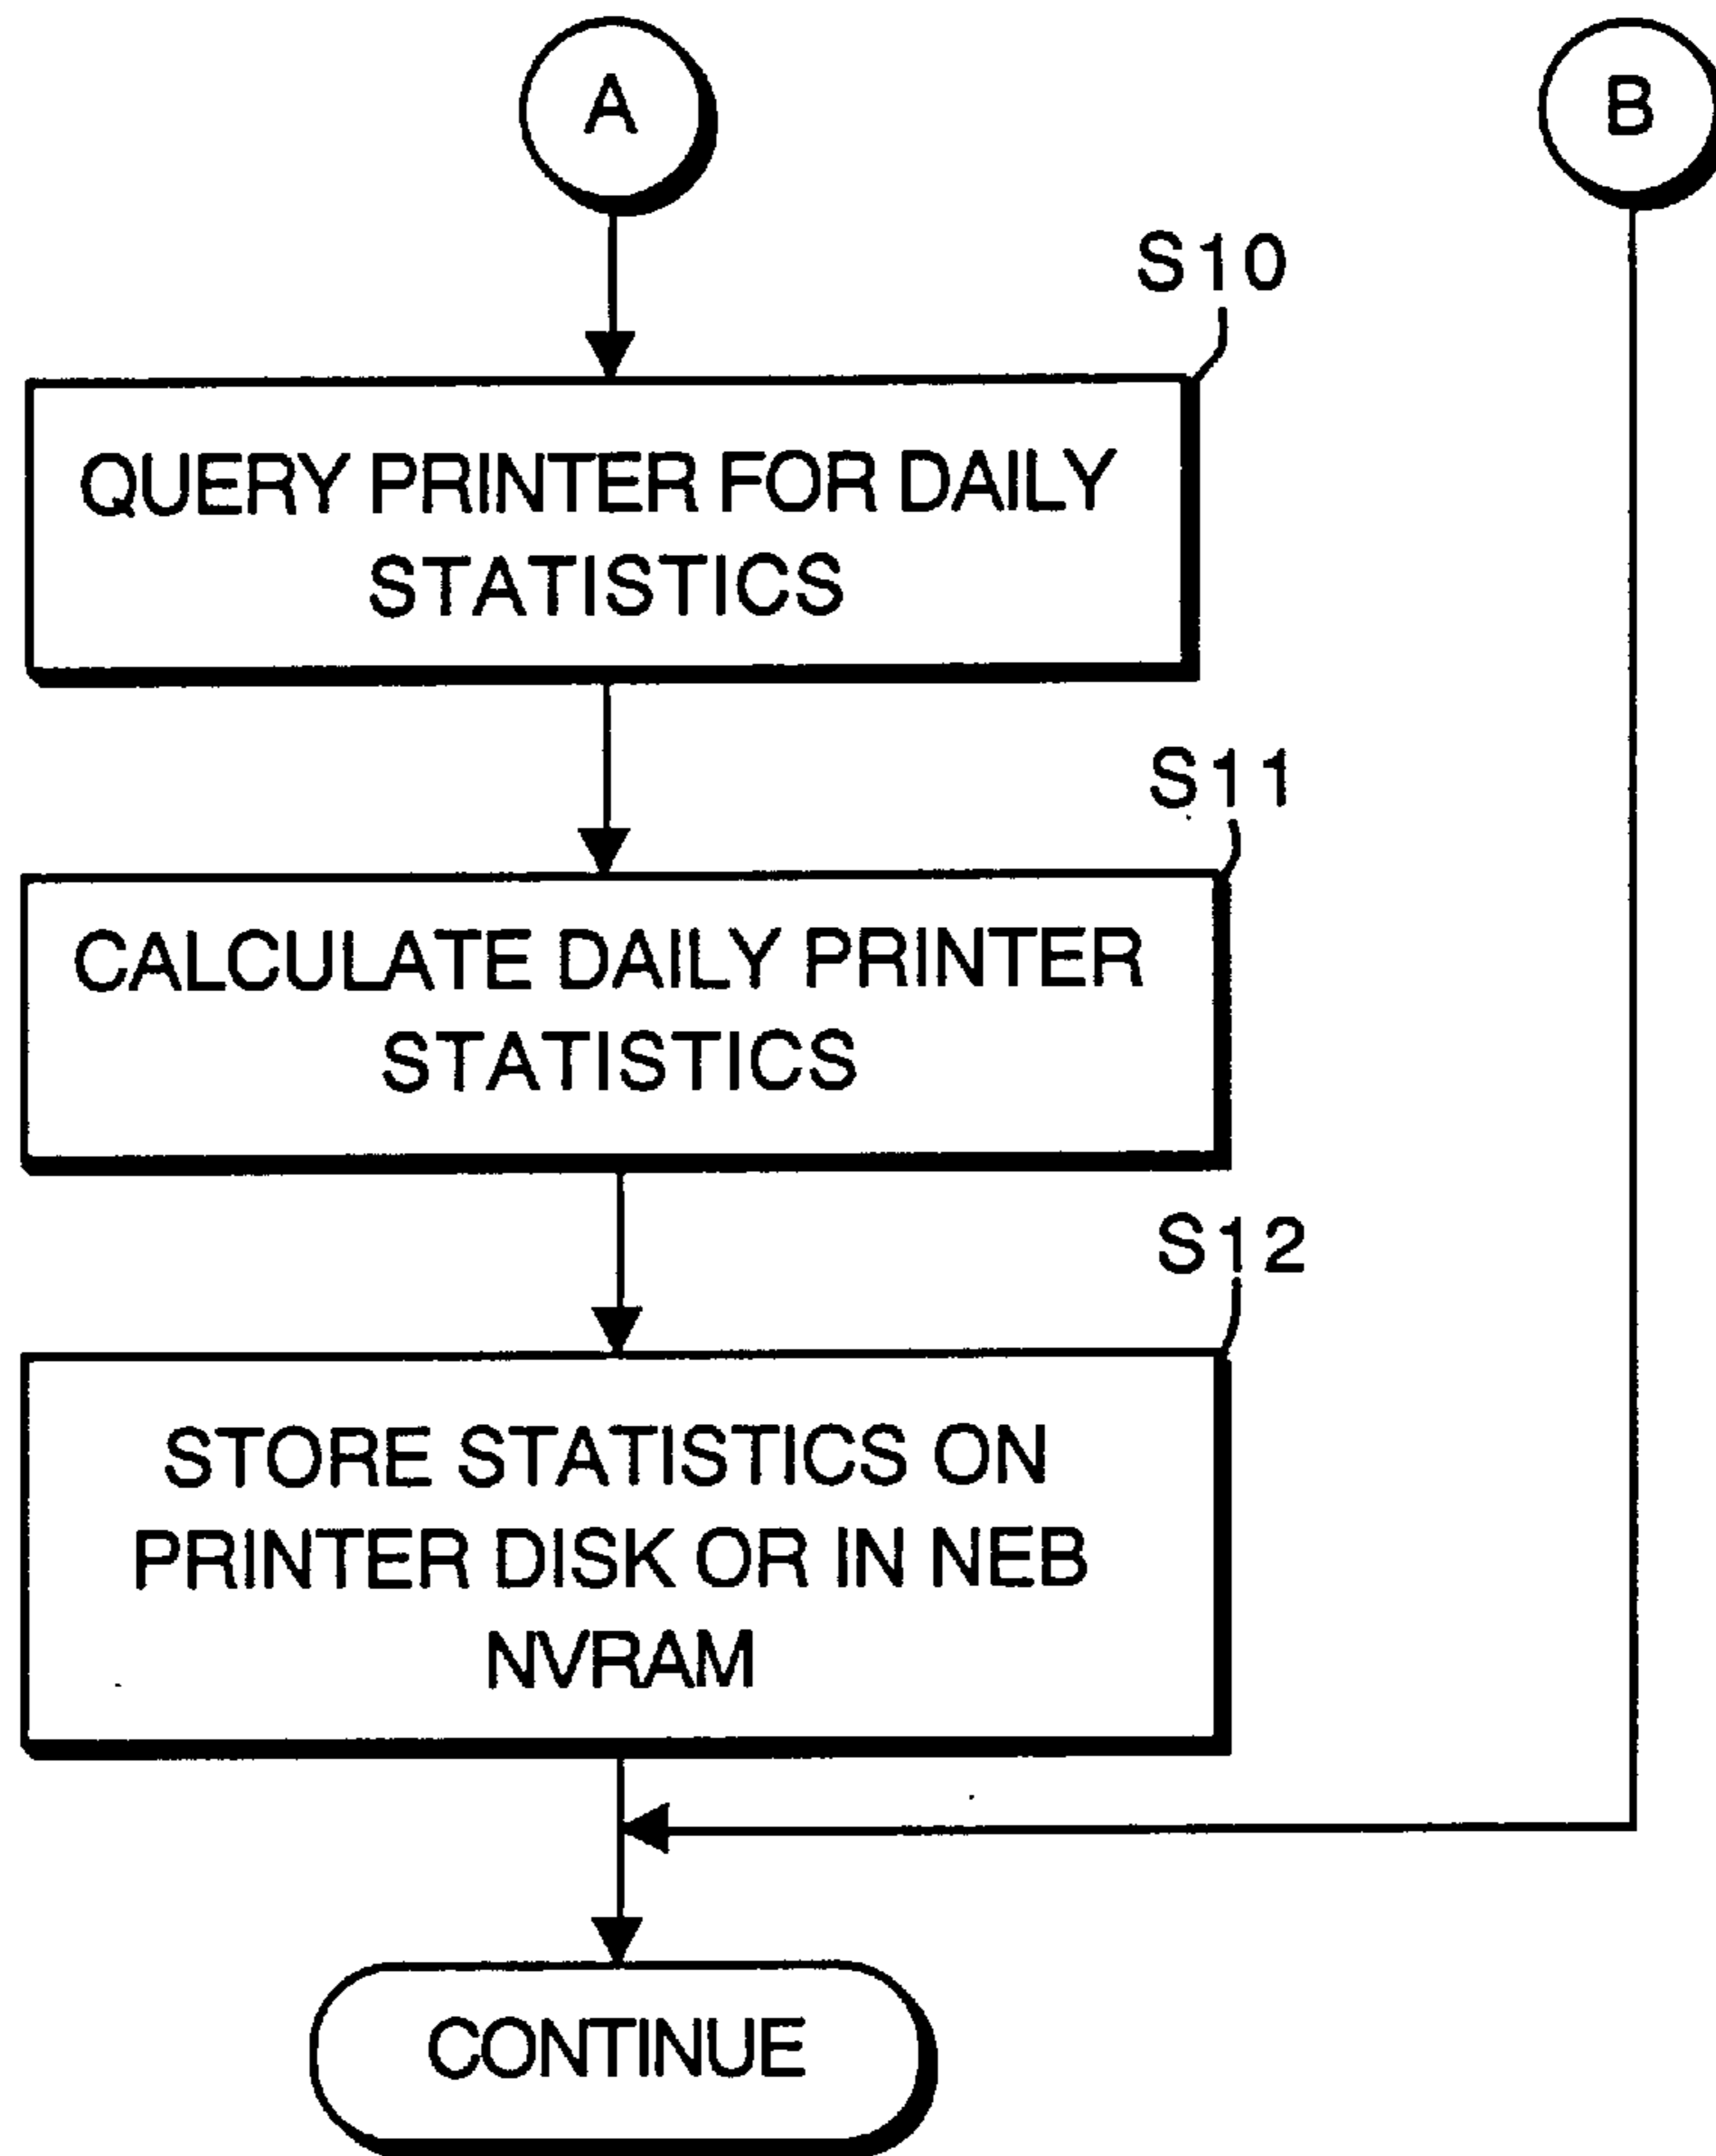 A
B
S10
QUERY PRINTER FOR DAILY
STATISTICS
S11
CALCULATE DAILY PRINTER
STATISTICS
S12
STORE STATISTICS ON
PRINTER DISK OR IN NEB
NVRAM
CONTINUE